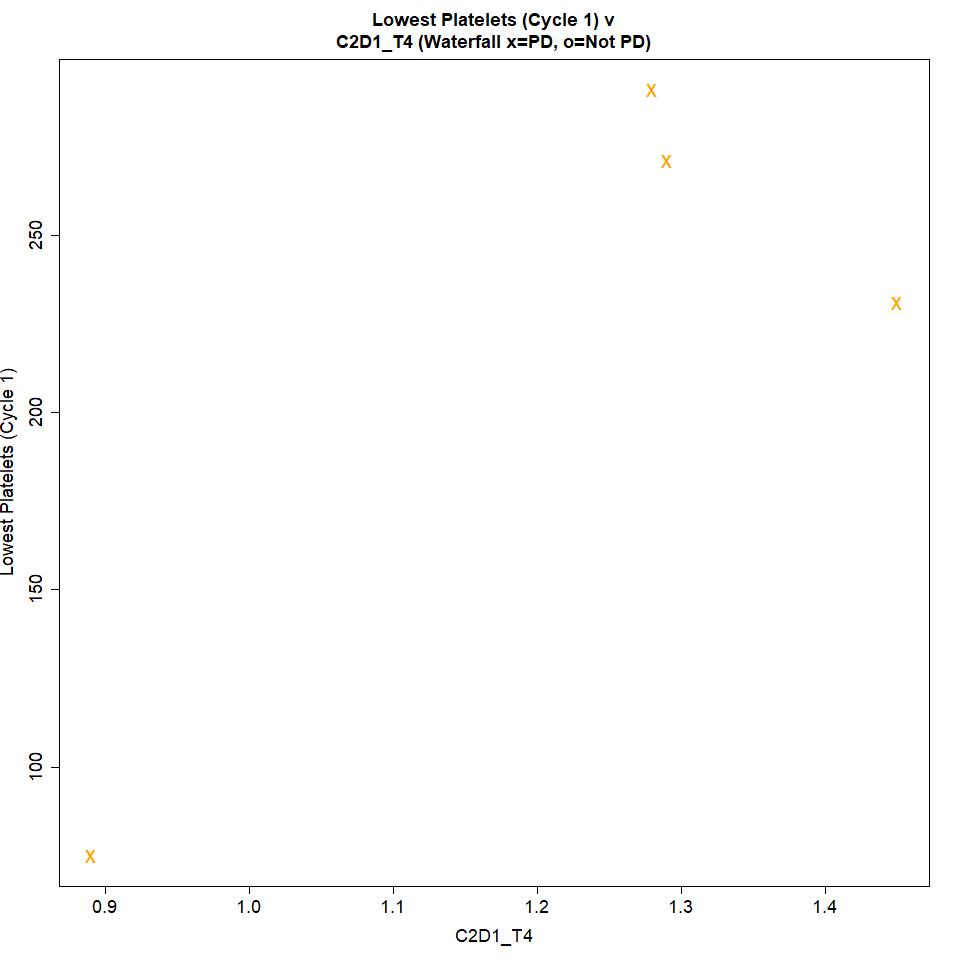 Lowest Platelets (Cycle 1) v
C2D1_T4 (Waterfall x=PD, o=Not PD)
Lowest Platelets (Cycle 1)
250
200
150
100
X
X
X
X
0.9 1.0 1.1 1.2 1.3 1.4
C2D1_T4